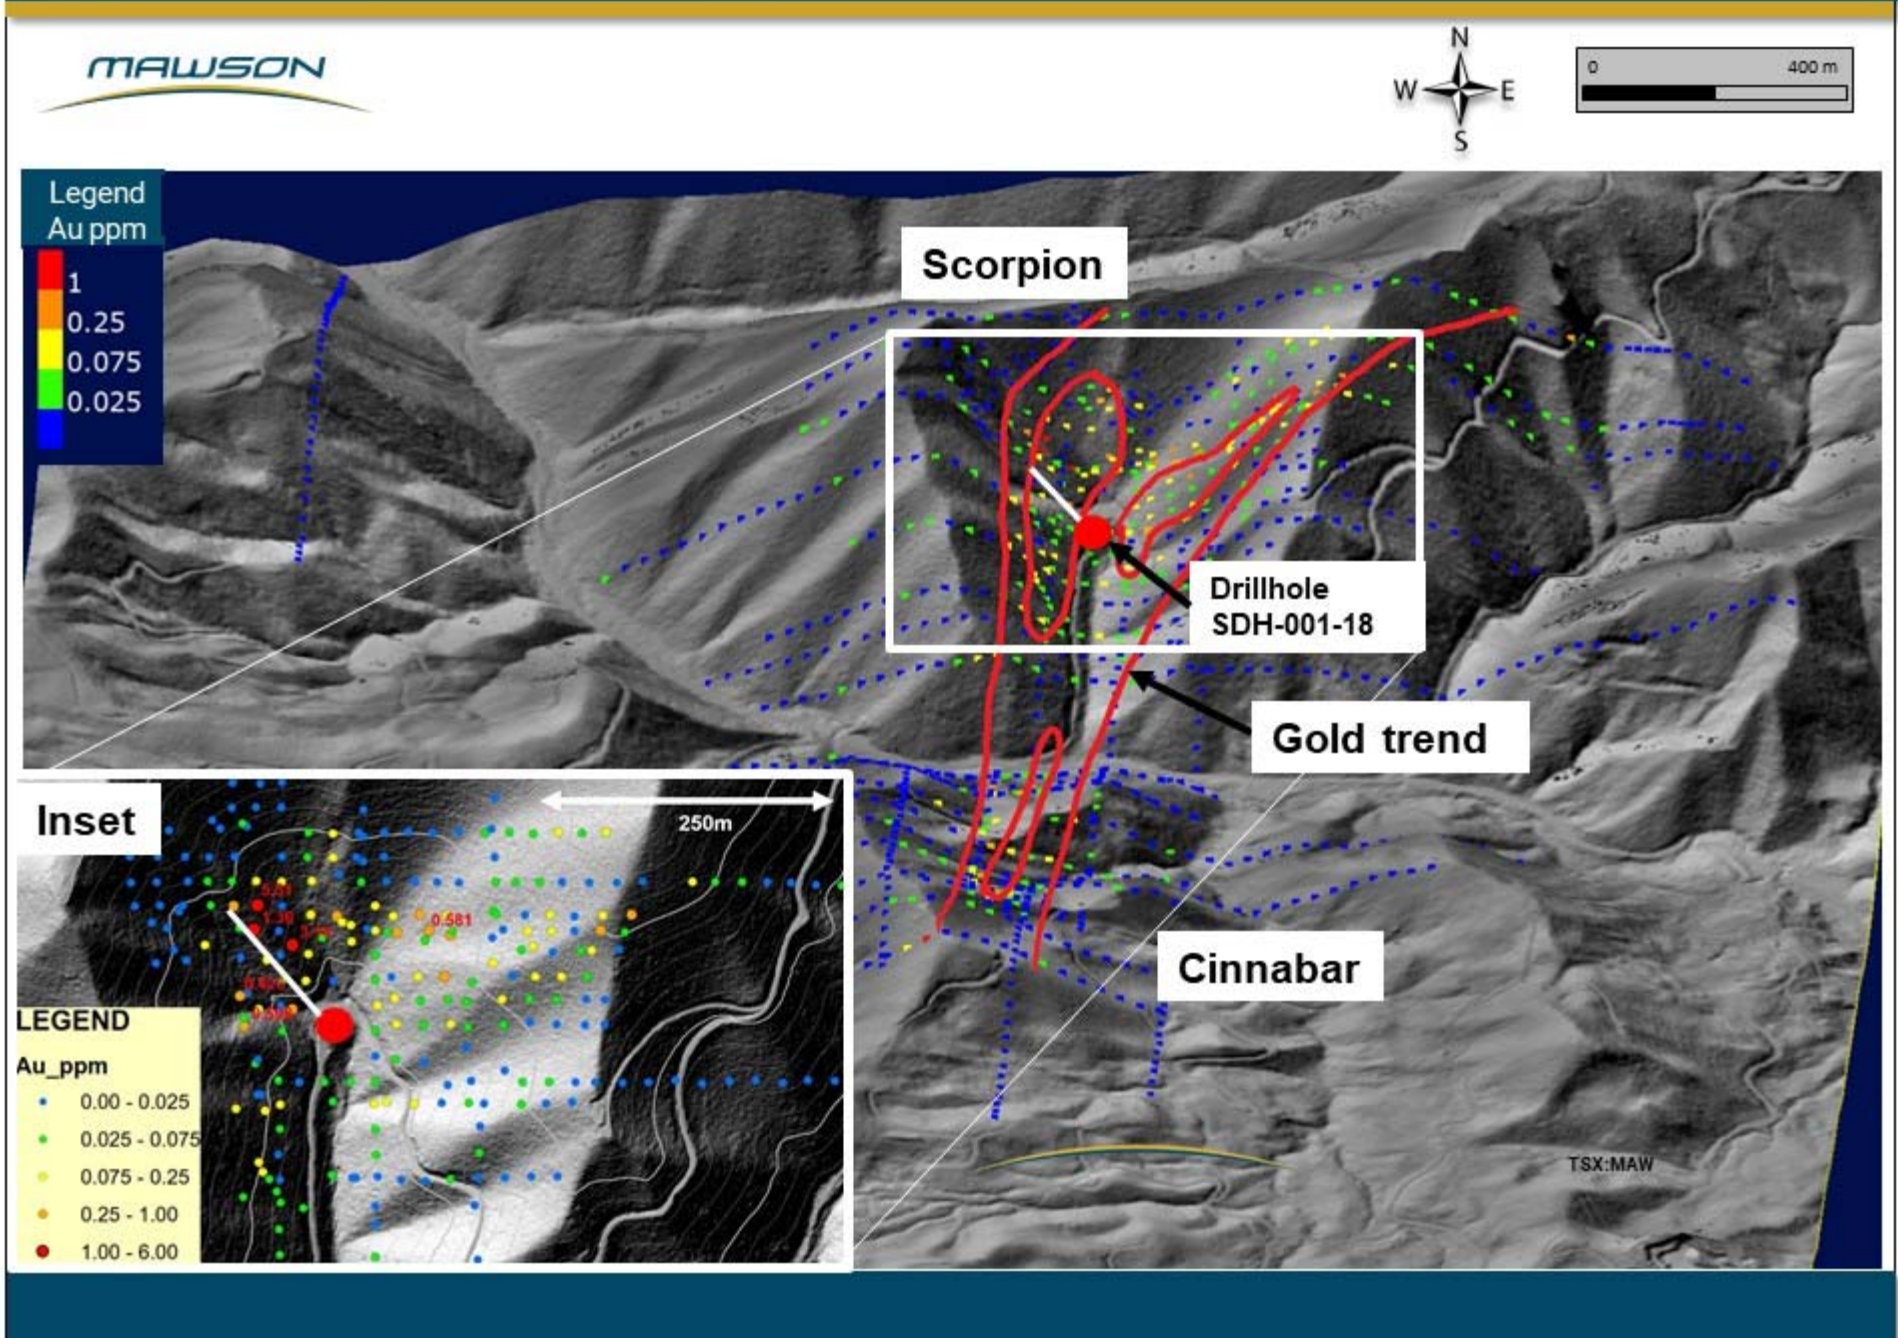 MAWSON
N
W E
S
0 400 m
Legend
Au ppm
1
0.25
0.075
0.025
Scorpion
Drillhole
SDH-001-18
Gold trend
Cinnabar
TSX:MAW
Inset
250m
0.581
LEGEND
Au_ppm
0.00 - 0.025
0.025 - 0.075
0.075 - 0.25
0.25 - 1.00
1.00 - 6.00